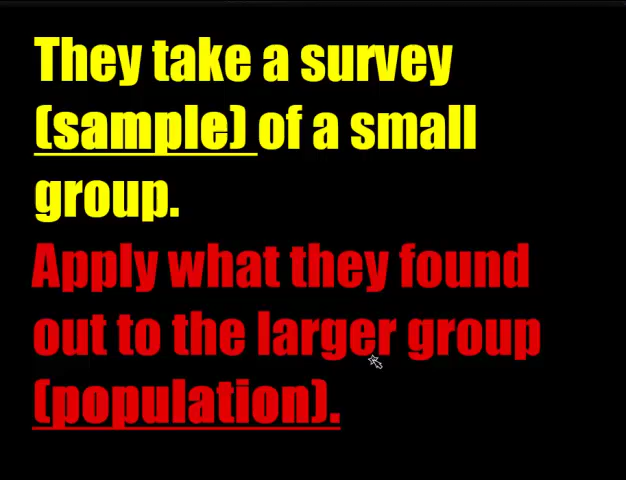 They take a survey
(sample) of a small
group.
Apply what they found
out to the larger group
(population).